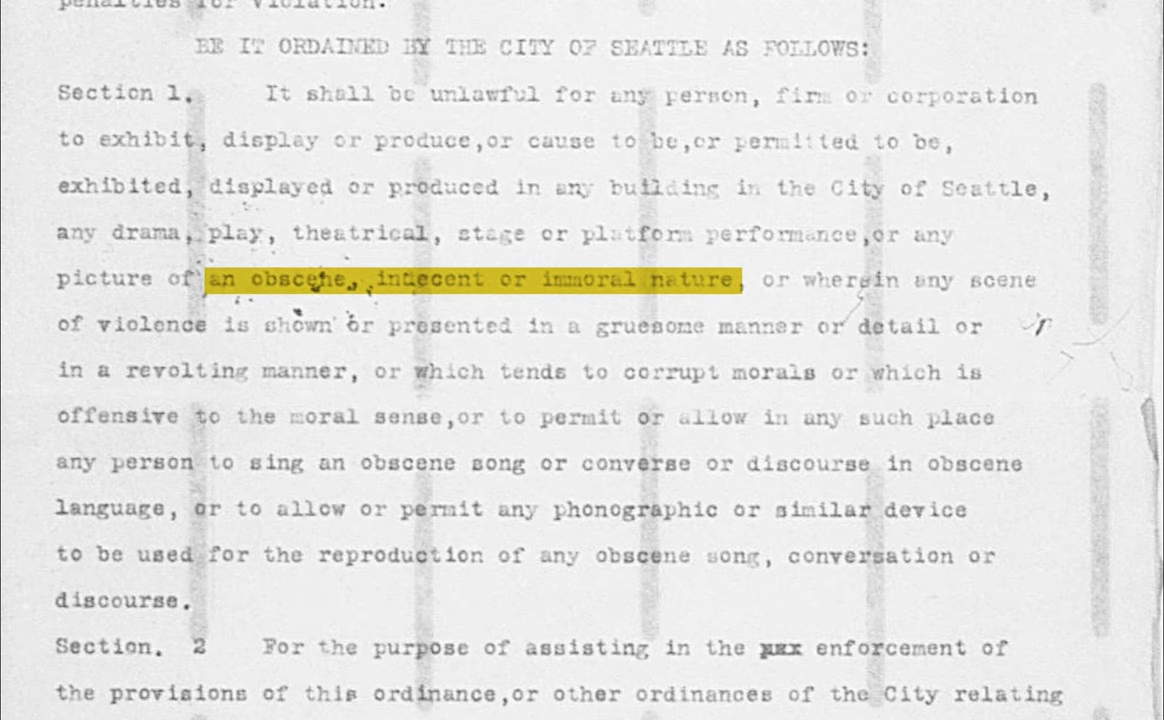 penalties for violation.
BE IT ORDAINED BY THE CITY OF SEATTLE AS FOLLOWS:
Section 1. It shall be unlawful for any person, firm or corporation
to exhibit, display or produce,or cause to be,or permitted to be,
exhibited, displayed or produced in any building in the City of Seattle,
any drama, play, theatrical, stage or platform performance,or any
picture of an obscene, indecent or immoral nature, or wherein any scene
of violence is shown or presented in a gruesome manner or detail or
in a revolting manner, or which tends to corrupt morals or which is
offensive to the moral sense,or to permit or allow in any such place
any person to sing an obscene song or converse or discourse in obscene
language, or to allow or permit any phonographic or similar device
to be used for the reproduction of any obscene song, conversation or
discourse.
Section. 2 For the purpose of assisting in the enforcement of
the provisions of this ordinance,or other ordinances of the City relating